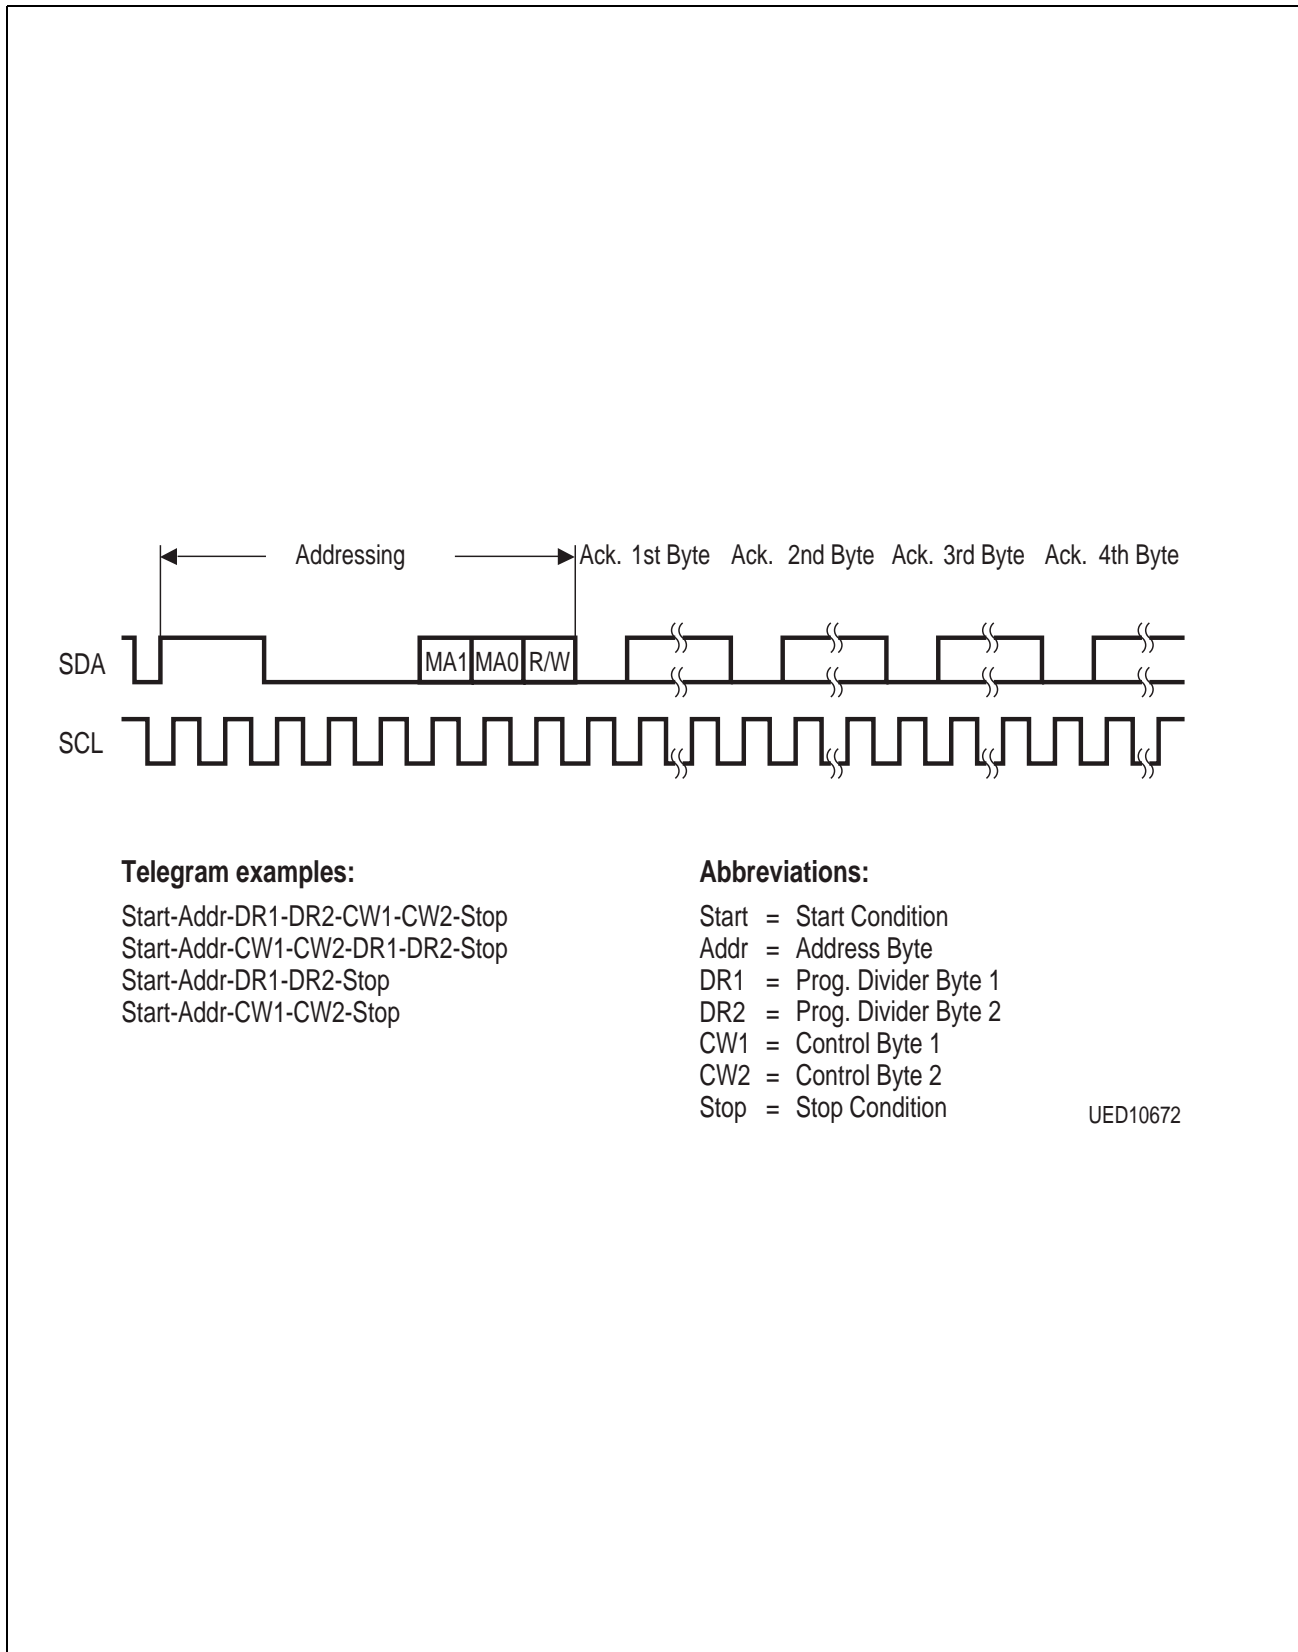 Addressing Ack. 1st Byte Ack. 2nd Byte Ack. 3rd Byte Ack. 4th Byte
SDA MA1 MA0 R/W
SCL
Telegram examples:
Start-Addr-DR1-DR2-CW1-CW2-Stop
Start-Addr-CW1-CW2-DR1-DR2-Stop
Start-Addr-DR1-DR2-Stop
Start-Addr-CW1-CW2-Stop
Abbreviations:
Start = Start Condition
Addr = Address Byte
DR1 = Prog. Divider Byte 1
DR2 = Prog. Divider Byte 2
CW1 = Control Byte 1
CW2 = Control Byte 2
Stop = Stop Condition
UED10672